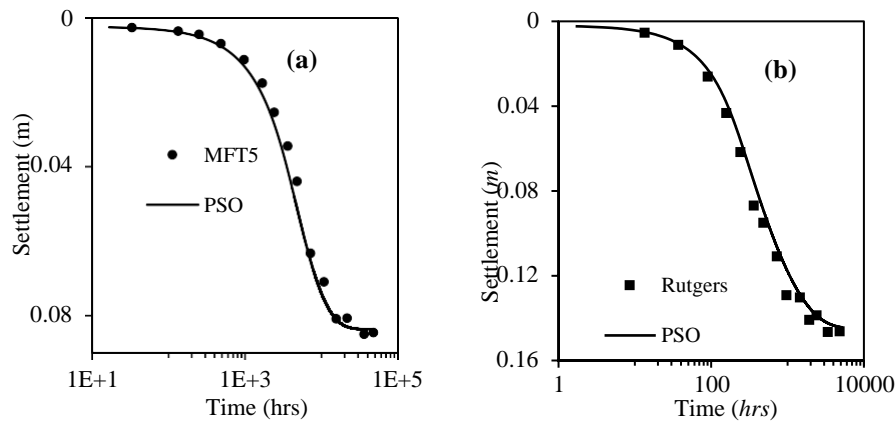 0
0.04
0.08
Settlement (m)
(a)
MFT5
PSO
1E+1
1E+3
1E+5
Time (hrs)
0
0.04
0.08
0.12
0.16
Settlement (m)
(b)
Rutgers
PSO
1
100
10000
Time (hrs)